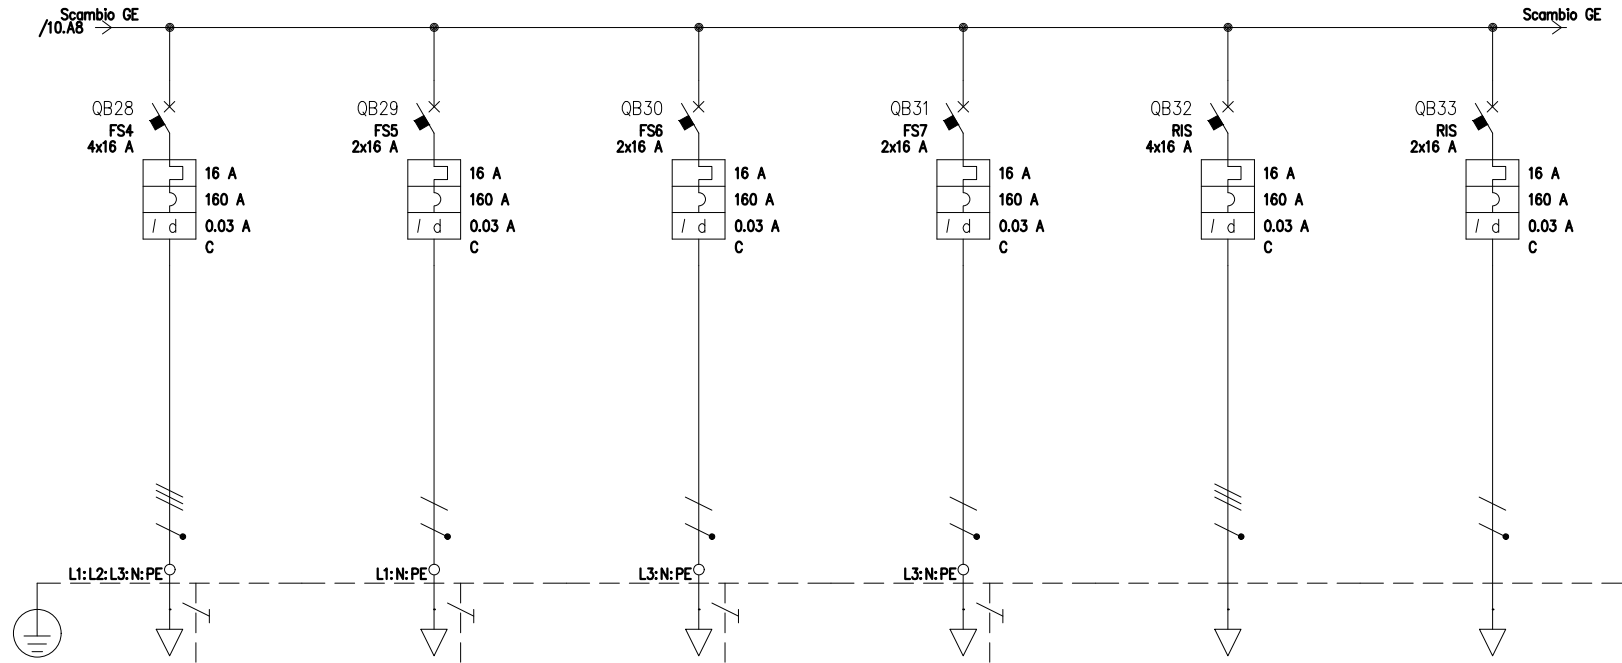 Scambio GE
/10.A8
Scambio GE
QB28
FS4
4x16 A
16 A
160 A
I d
0.03 A
C
QB29
FS5
2x16 A
16 A
160 A
I d
0.03 A
C
QB30
FS6
2x16 A
16 A
160 A
I d
0.03 A
C
QB31
FS7
2x16 A
16 A
160 A
I d
0.03 A
C
QB32
RIS
4x16 A
16 A
160 A
I d
0.03 A
C
QB33
RIS
2x16 A
16 A
160 A
I d
0.03 A
C
L1:L2:L3:N:PE
L1:N:PE
L3:N:PE
L3:N:PE